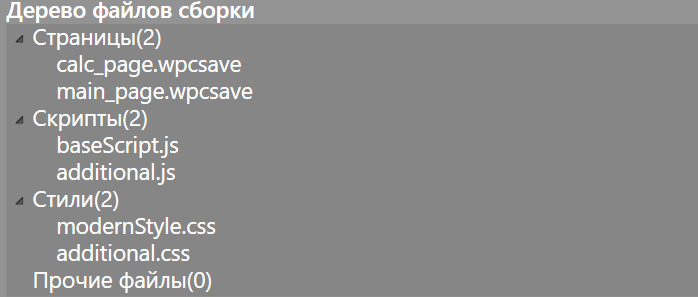 Дерево файлов сборки
Страницы(2)
calc_page.wpcsave
main_page.wpcsave
Скрипты(2)
baseScript.js
additional.js
Стили(2)
modernStyle.css
additional.css
Прочие файлы(0)